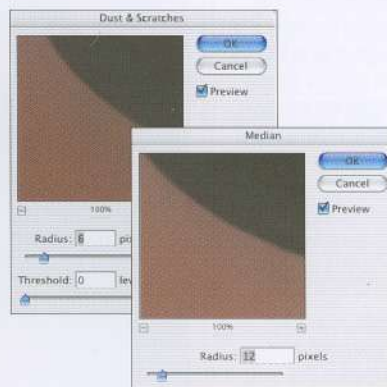 Dust & Scratches
OK
Cancel
Preview
100%
Radius: 6
Threshold: 0
Median
OK
Cancel
Preview
100%
Radius: 12 pixels